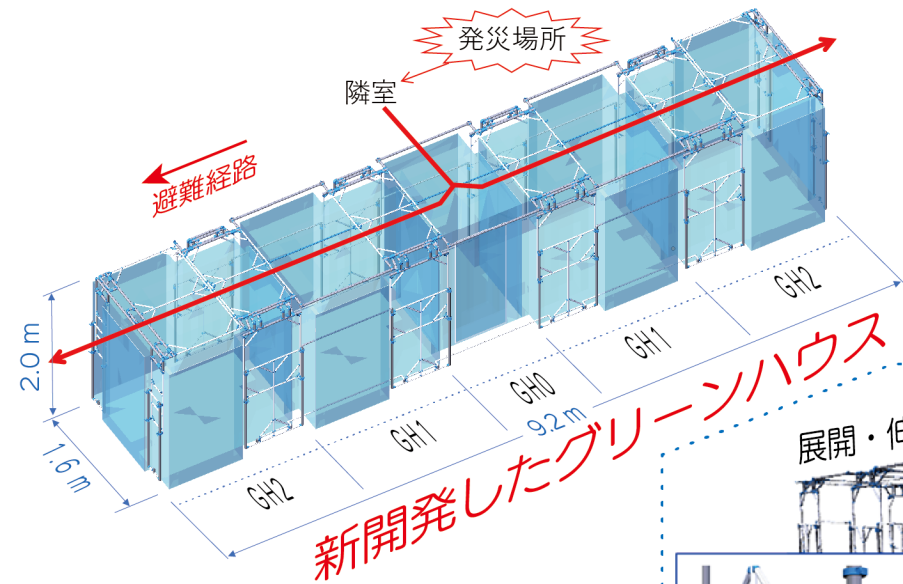 発災場所
隣室
避難経路
2.0 m
1.6 m
9.2 m
GH2
GH1
GH0
GH1
GH2
新開発したグリーンハウス
展開・伸